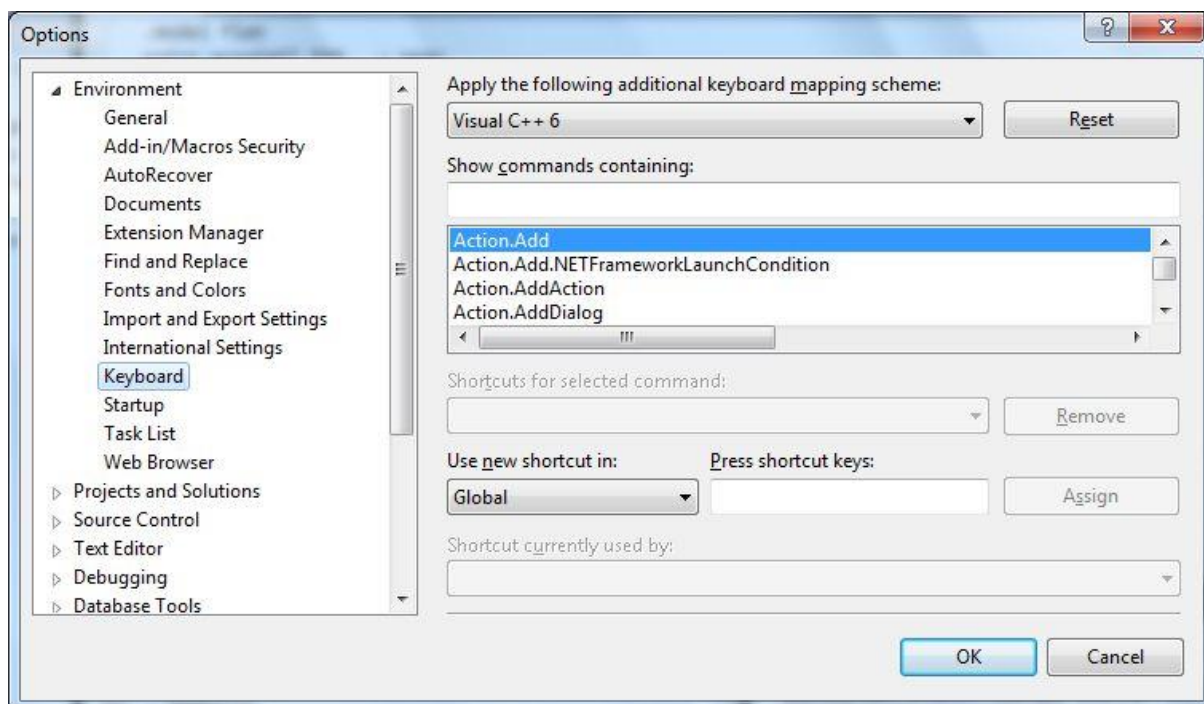 Options
Environment
General
Add-in/Macros Security
AutoRecover
Documents
Extension Manager
Find and Replace
Fonts and Colors
Import and Export Settings
International Settings
Keyboard
Startup
Task List
Web Browser
Projects and Solutions
Source Control
Text Editor
Debugging
Database Tools
Apply the following additional keyboard mapping scheme:
Visual C++ 6
Reset
Show commands containing:
Action.Add
Action.Add.NETFrameworkLaunchCondition
Action.AddAction
Action.AddDialog
Shortcuts for selected command:
Remove
Use new shortcut in:
Press shortcut keys:
Global
Assign
Shortcut currently used by:
OK
Cancel